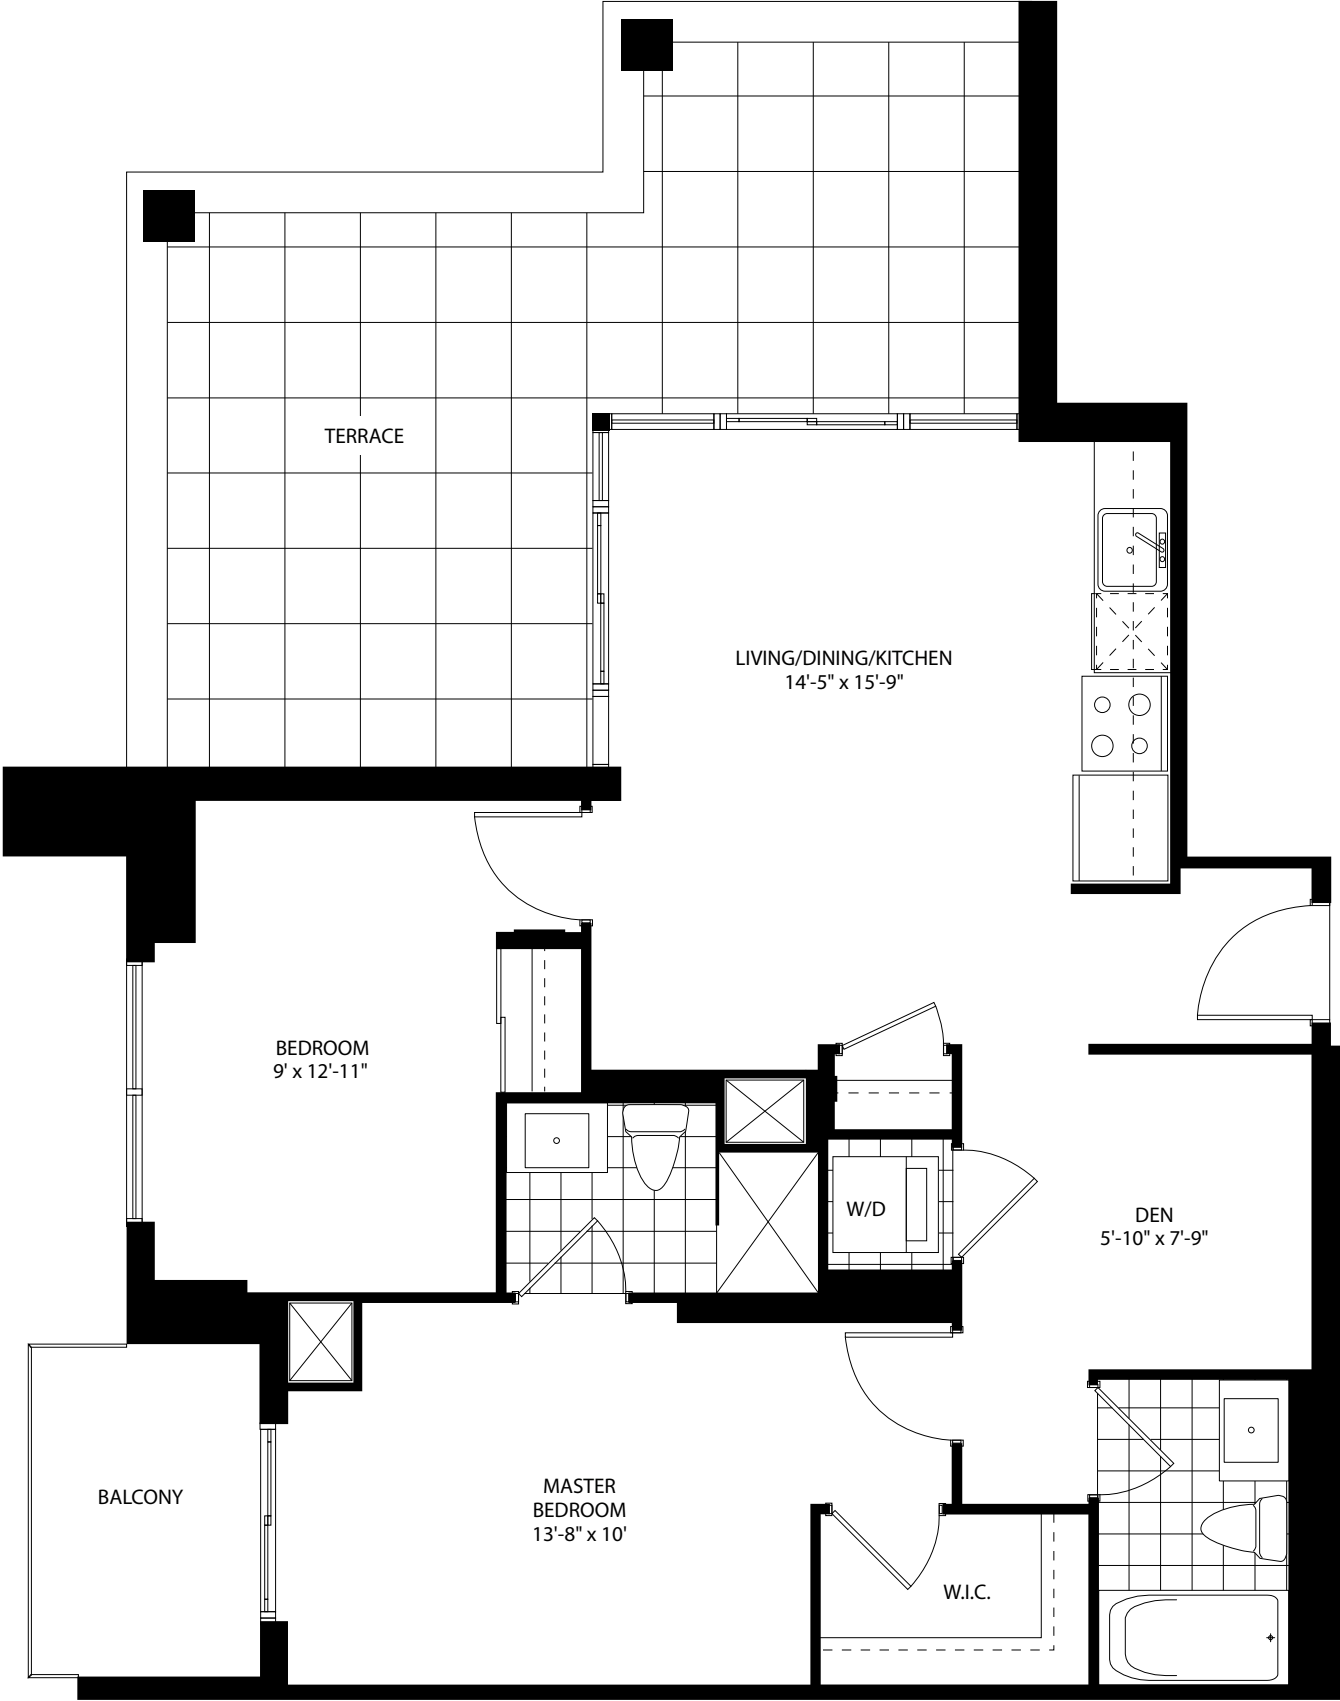 TERRACE
LIVING/DINING/KITCHEN
14'-5" x 15'-9"
BEDROOM
9' x 12'-11"
W/D
DEN
5'-10" x 7'-9"
BALCONY
MASTER
BEDROOM
13'-8" x 10'
W.I.C.